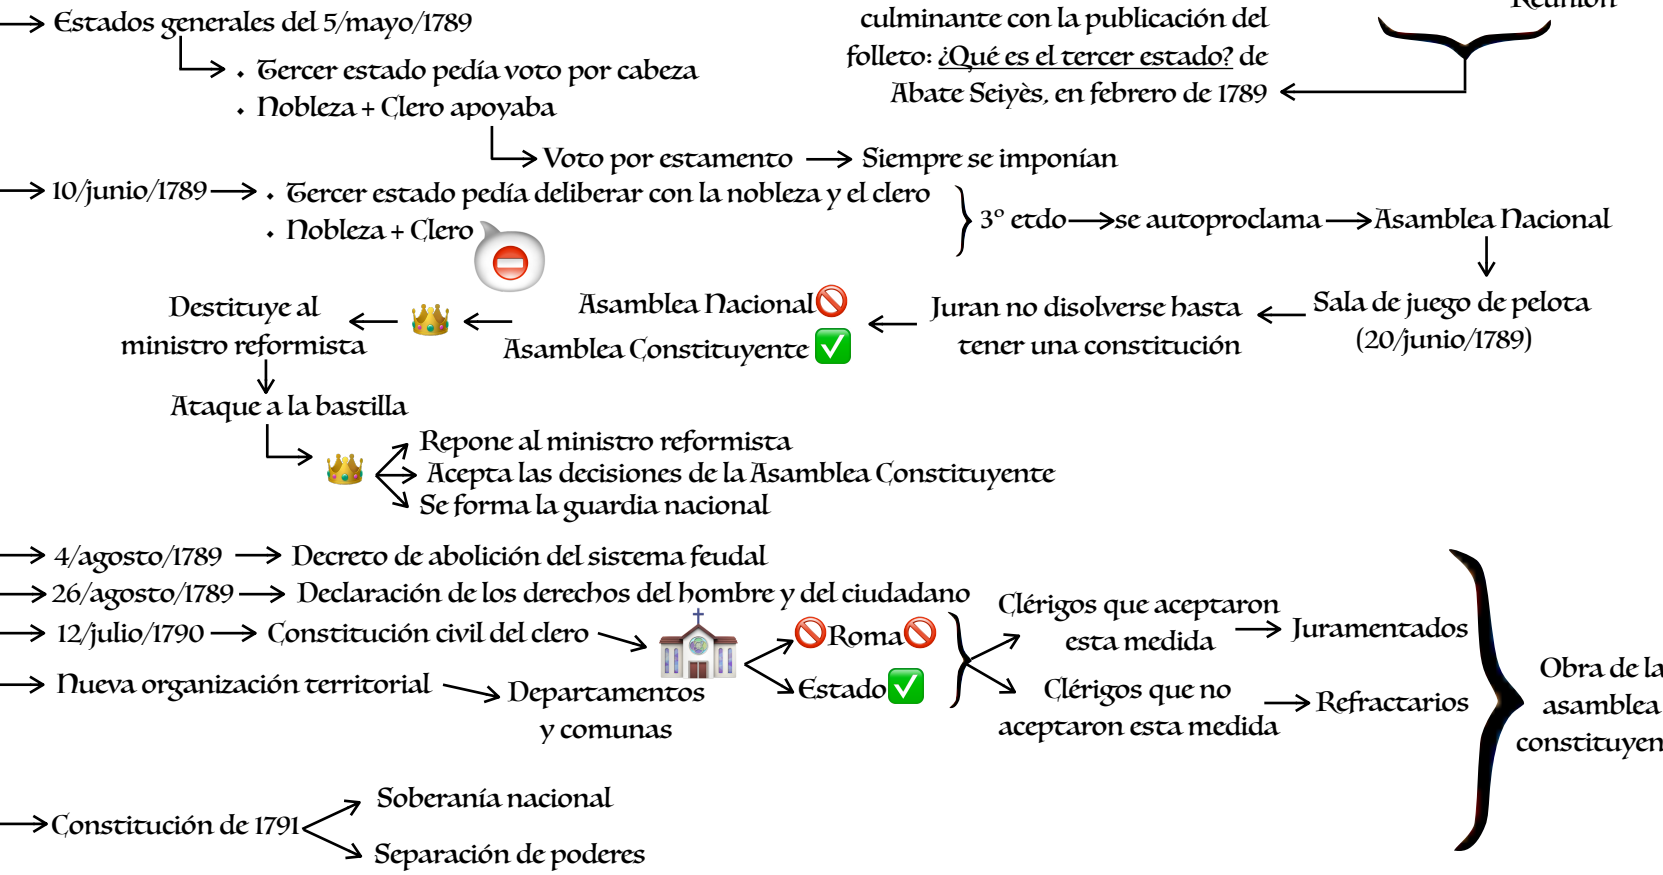 Reunión
Estados generales del 5/mayo/1789
culminante con la publicación del
folleto: ¿Qué es el tercer estado? de
Abate Seiyès, en febrero de 1789
• Tercer estado pedía voto por cabeza
• Nobleza + Clero apoyaba
Voto por estamento
Siempre se imponían
10/junio/1789
• Tercer estado pedía deliberar con la nobleza y el clero
• Nobleza + Clero
3º etdo
se autoproclama
Asamblea Nacional
Sala de juego de pelota
(20/junio/1789)
Juran no disolverse hasta
tener una constitución
Asamblea Nacional
Asamblea Constituyente
Destituye al
ministro reformista
Ataque a la bastilla
Repone al ministro reformista
Acepta las decisiones de la Asamblea Constituyente
Se forma la guardia nacional
4/agosto/1789
Decreto de abolición del sistema feudal
26/agosto/1789
Declaración de los derechos del hombre y del ciudadano
12/julio/1790
Constitución civil del clero
Roma
Estado
Clérigos que aceptaron
esta medida
Juramentados
Clérigos que no
aceptaron esta medida
Refractarios
Nueva organización territorial
Departamentos
y comunas
Obra de la
asamblea
constituyen
Constitución de 1791
Soberanía nacional
Separación de poderes